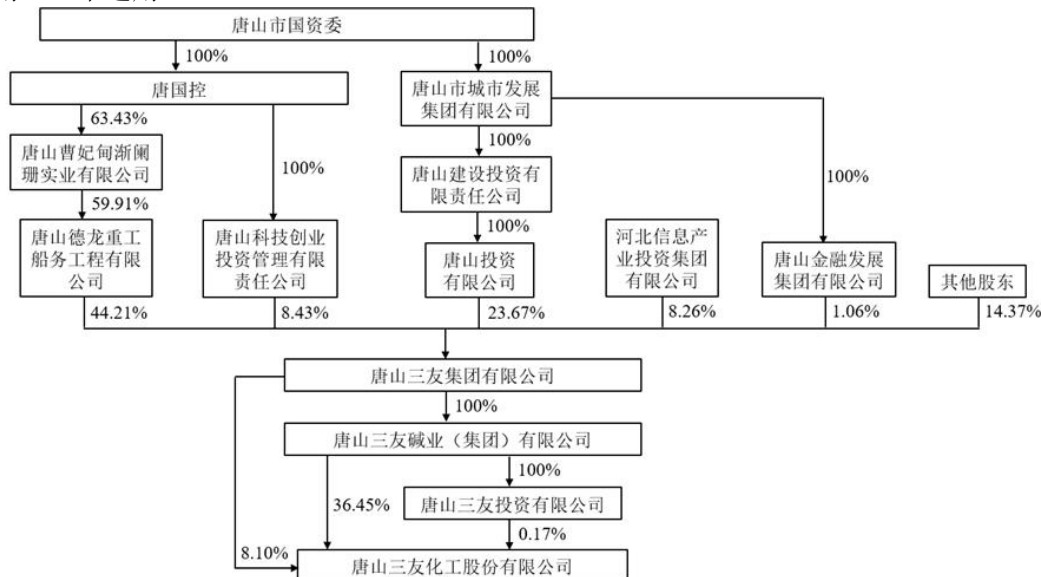 唐山市国资委
100%
100%
唐国控
唐山市城市发展
集团有限公司
63.43%
100%
唐山曹妃甸渐阑
珊实业有限公司
100%
唐山建设投资有
限责任公司
100%
59.91%
100%
唐山德龙重工
船务工程有限
公司
唐山科技创业
投资管理有限
责任公司
唐山投资
有限公司
河北信息产
业投资集团
有限公司
唐山金融发展
集团有限公司
其他股东
44.21%
8.43%
23.67%
8.26%
1.06%
14.37%
唐山三友集团有限公司
100%
唐山三友碱业（集团）有限公司
100%
36.45%
唐山三友投资有限公司
0.17%
8.10%
唐山三友化工股份有限公司